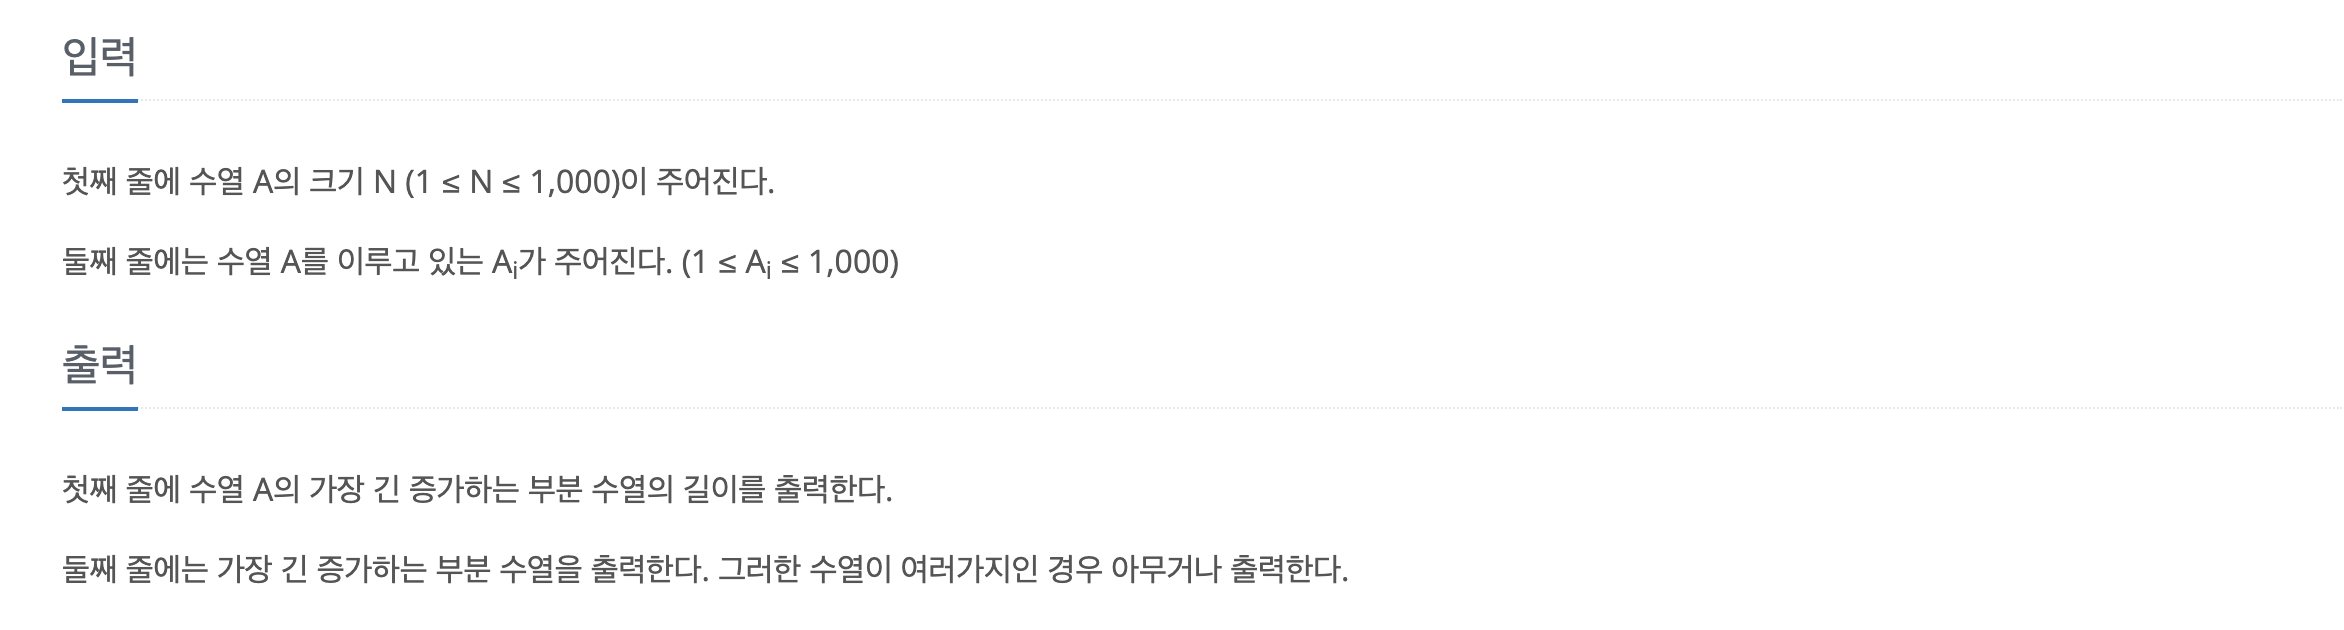 입력
첫째 줄에 수열 A의 크기 N (1 ≤ N ≤ 1,000)이 주어진다.
둘째 줄에는 수열 A를 이루고 있는 Ai가 주어진다. (1 ≤ Ai ≤ 1,000)
출력
첫째 줄에 수열 A의 가장 긴 증가하는 부분 수열의 길이를 출력한다.
둘째 줄에는 가장 긴 증가하는 부분 수열을 출력한다. 그러한 수열이 여러가지인 경우 아무거나 출력한다.